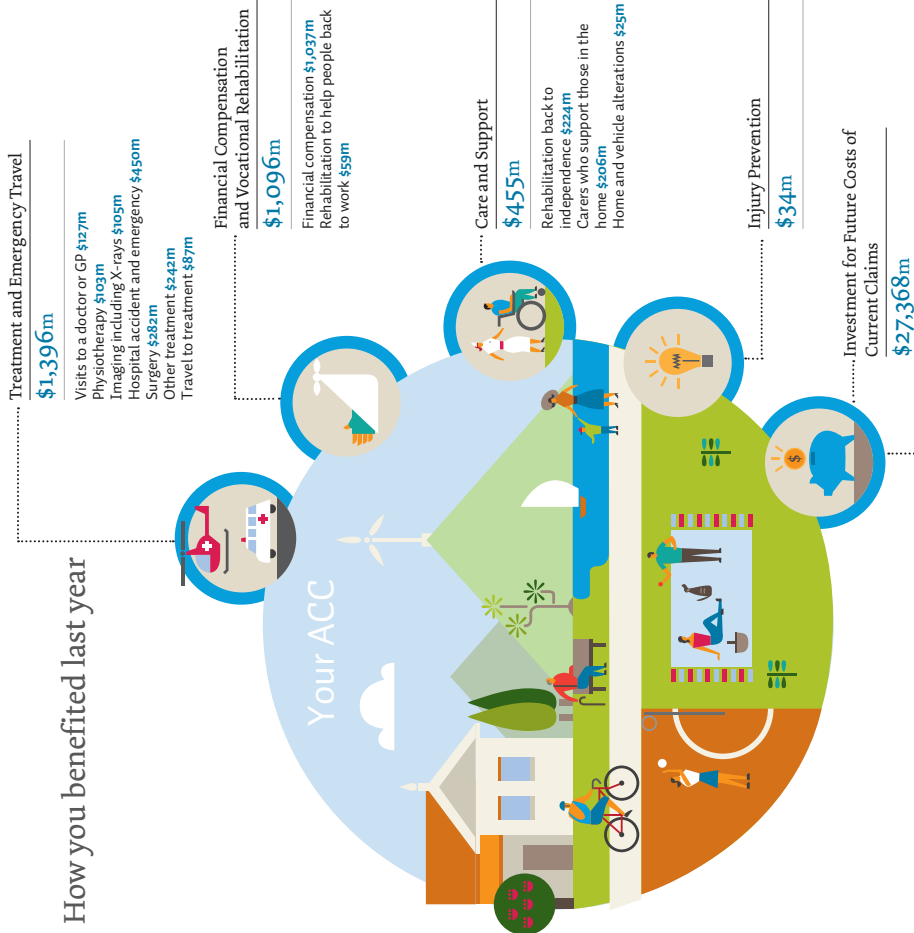 How you benefited last year
Treatment and Emergency Travel
$1,396m
Visits to a doctor or GP $127m
Physiotherapy $103m
Imaging including X-rays $105m
Hospital accident and emergency $450m
Surgery $282m
Other treatment $242m
Travel to treatment $87m
Financial Compensation
and Vocational Rehabilitation
$1,096m
Financial compensation $1,037m
Rehabilitation to help people back
to work $59m
Care and Support
$455m
Rehabilitation back to
independence $224m
Carers who support those in the
home $206m
Home and vehicle alterations $25m
Injury Prevention
$34m
Investment for Future Costs of
Current Claims
$27,368m
Your ACC
$